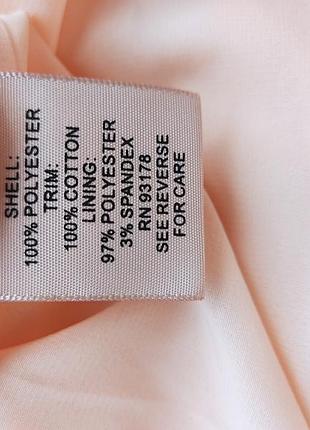 SHELL:
100% POLYESTER
TRIM:
100% COTTON
LINING:
97% POLYESTER
3% SPANDEX
RN 93178
SEE REVERSE
FOR CARE